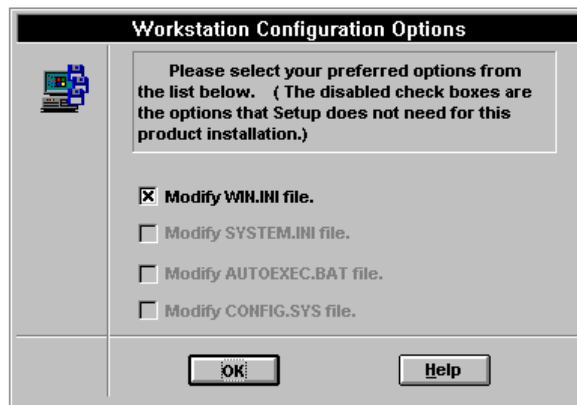 Workstation Configuration Options
Please select your preferred options from
the list below. ( The disabled check boxes are
the options that Setup does not need for this
product installation.)
Modify WIN.INI file.
Modify SYSTEM.INI file.
Modify AUTOEXEC.BAT file.
Modify CONFIG.SYS file.
OK
Help